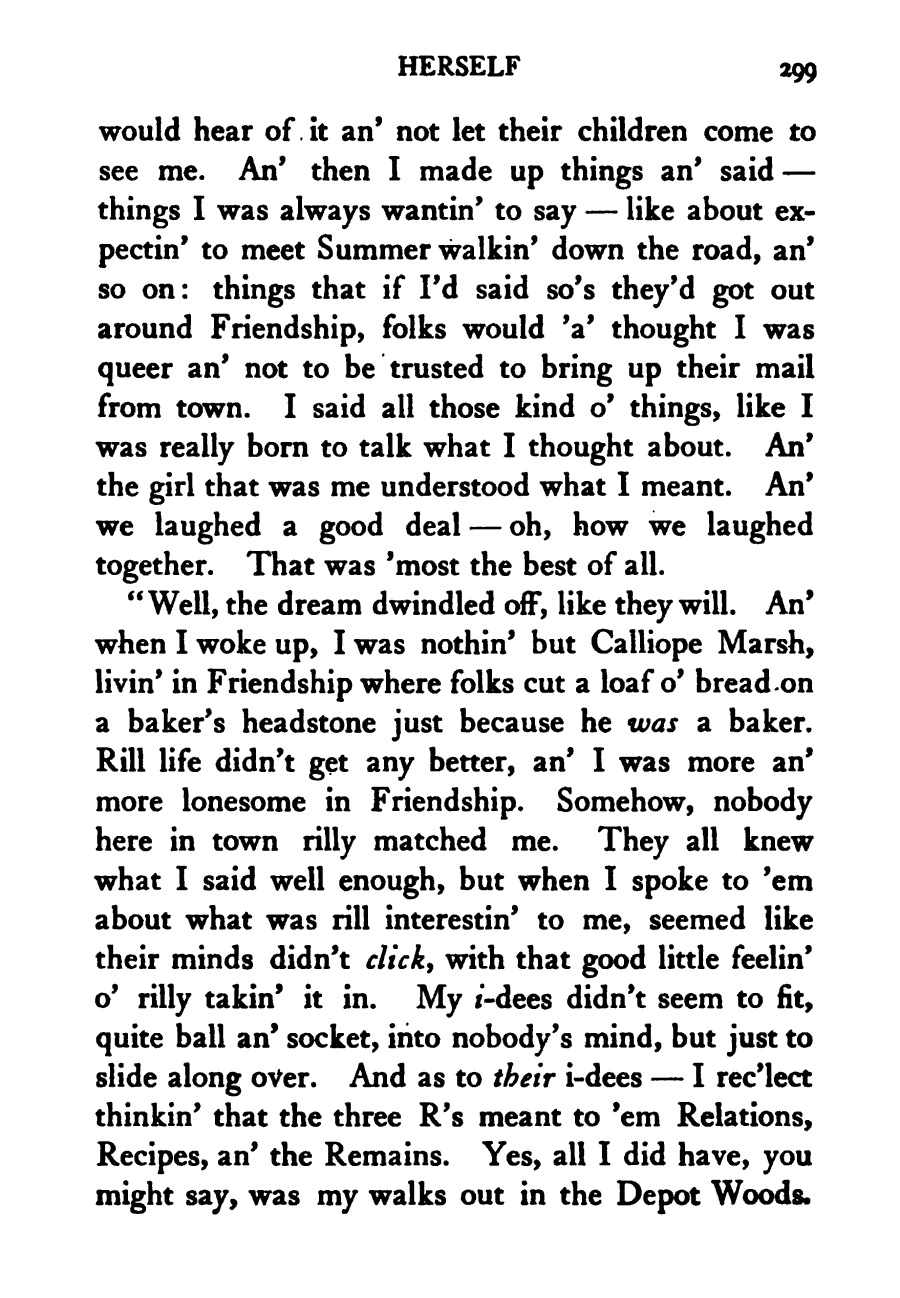 HERSELF 299
would hear of it an' not let their children come to
see me. An' then I made up things an' said —
things I was always wantin' to say — like about ex-
pectin' to meet Summer walkin' down the road, an'
so on: things that if I'd said so's they'd got out
around Friendship, folks would 'a' thought I was
queer an' not to be trusted to bring up their mail
from town. I said all those kind o' things, like I
was really born to talk what I thought about. An'
the girl that was me understood what I meant. An'
we laughed a good deal — oh, how we laughed
together. That was 'most the best of all.
"Well, the dream dwindled off, like they will. An'
when I woke up, I was nothin' but Calliope Marsh,
livin' in Friendship where folks cut a loaf o' bread on
a baker's headstone just because he was a baker.
Rill life didn't get any better, an' I was more an'
more lonesome in Friendship. Somehow, nobody
here in town rilly matched me. They all knew
what I said well enough, but when I spoke to 'em
about what was rill interestin' to me, seemed like
their minds didn't click, with that good little feelin'
o' rilly takin' it in. My i-dees didn't seem to fit,
quite ball an' socket, into nobody's mind, but just to
slide along over. And as to their i-dees — I rec'lect
thinkin' that the three R's meant to 'em Relations,
Recipes, an' the Remains. Yes, all I did have, you
might say, was my walks out in the Depot Woods.